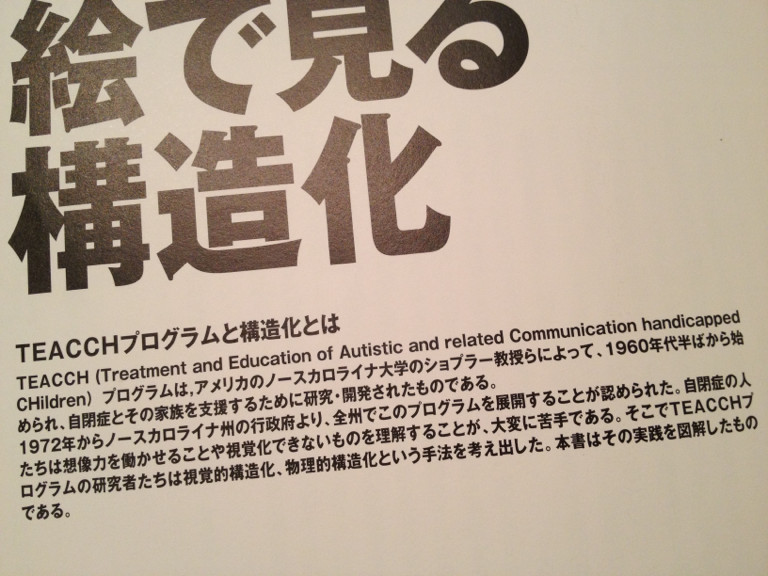 絵で見る
構造化
TEACCHプログラムと構造化とは
TEACCH (Treatment and Education of Autistic and related Communication handicapped
CHildren) プログラムは,アメリカのノースカロライナ大学のショプラー教授らによって、1960年代半ばから始
められ、自閉症とその家族を支援するために研究・開発されたものである。
1972年からノースカロライナ州の行政府より、全州でこのプログラムを展開することが認められた。自閉症の人
たちは想像力を働かせることや視覚化できないものを理解することが、大変に苦手である。そこでTEACCHプ
ログラムの研究者たちは視覚的構造化、物理的構造化という手法を考え出した。本書はその実践を図解したもの
である。